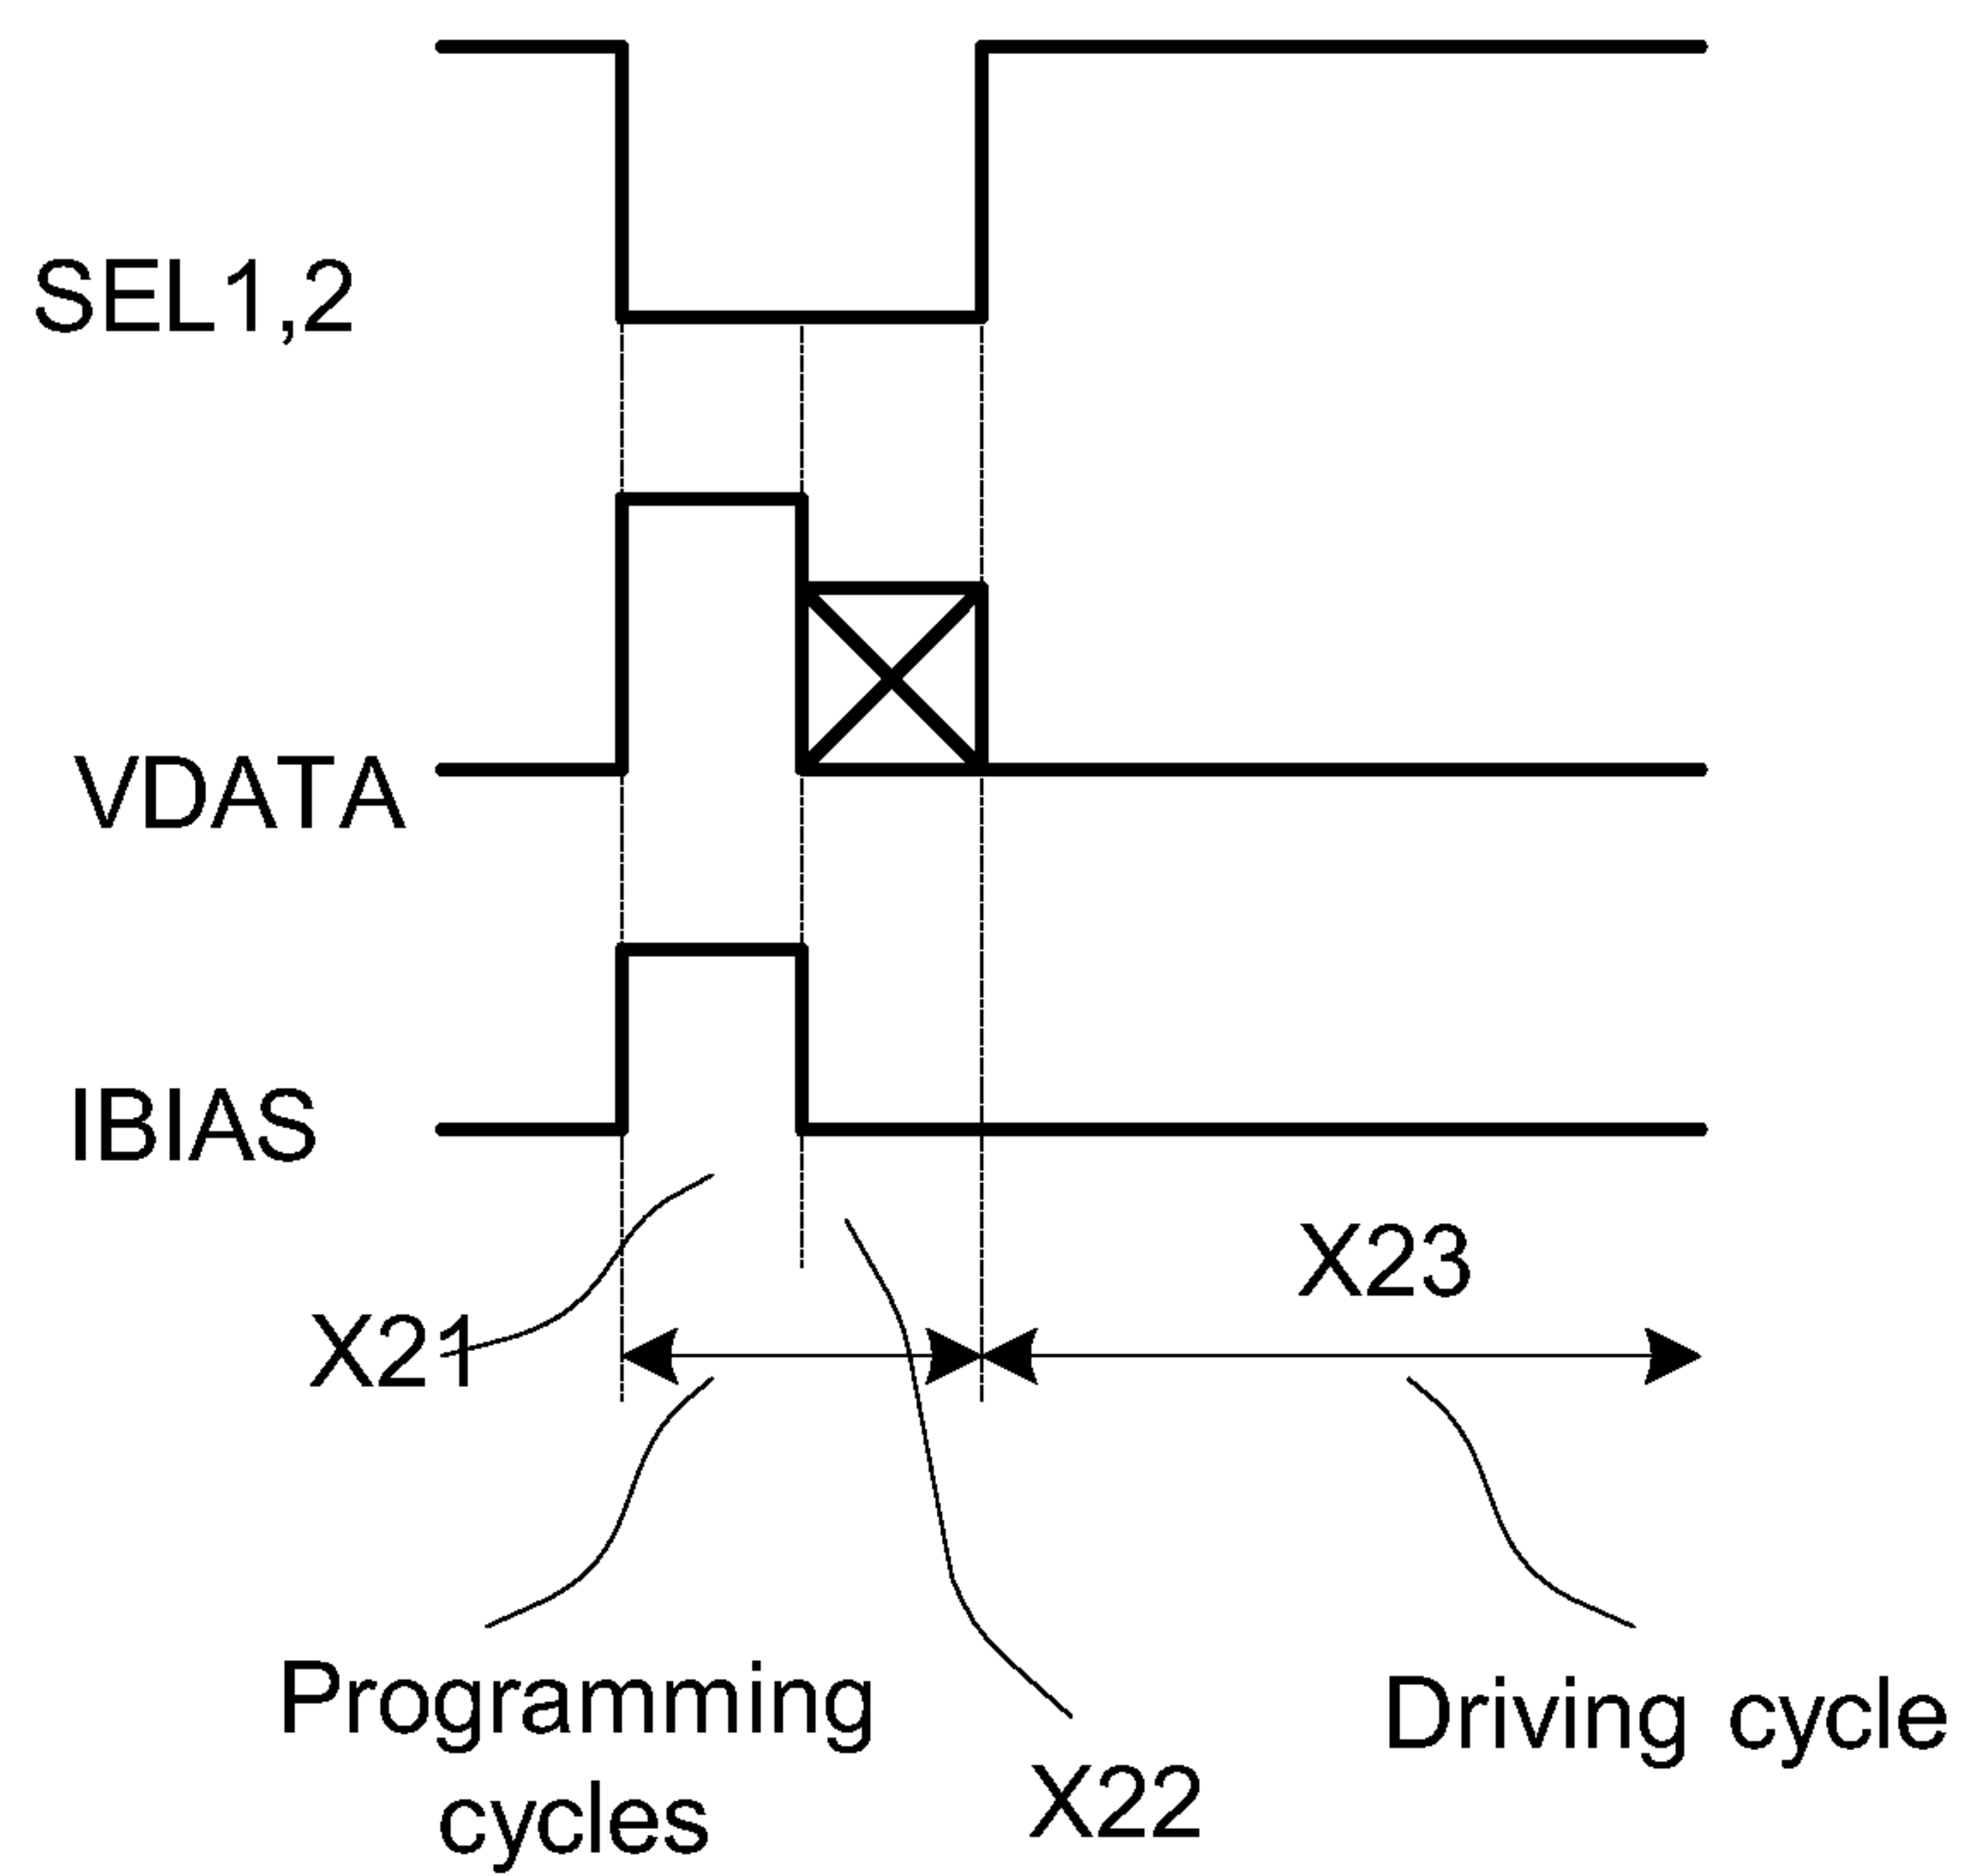 SEL1,2
VDATA
IBIAS
X23
X21
Programming
cycles
Driving cycle
X22